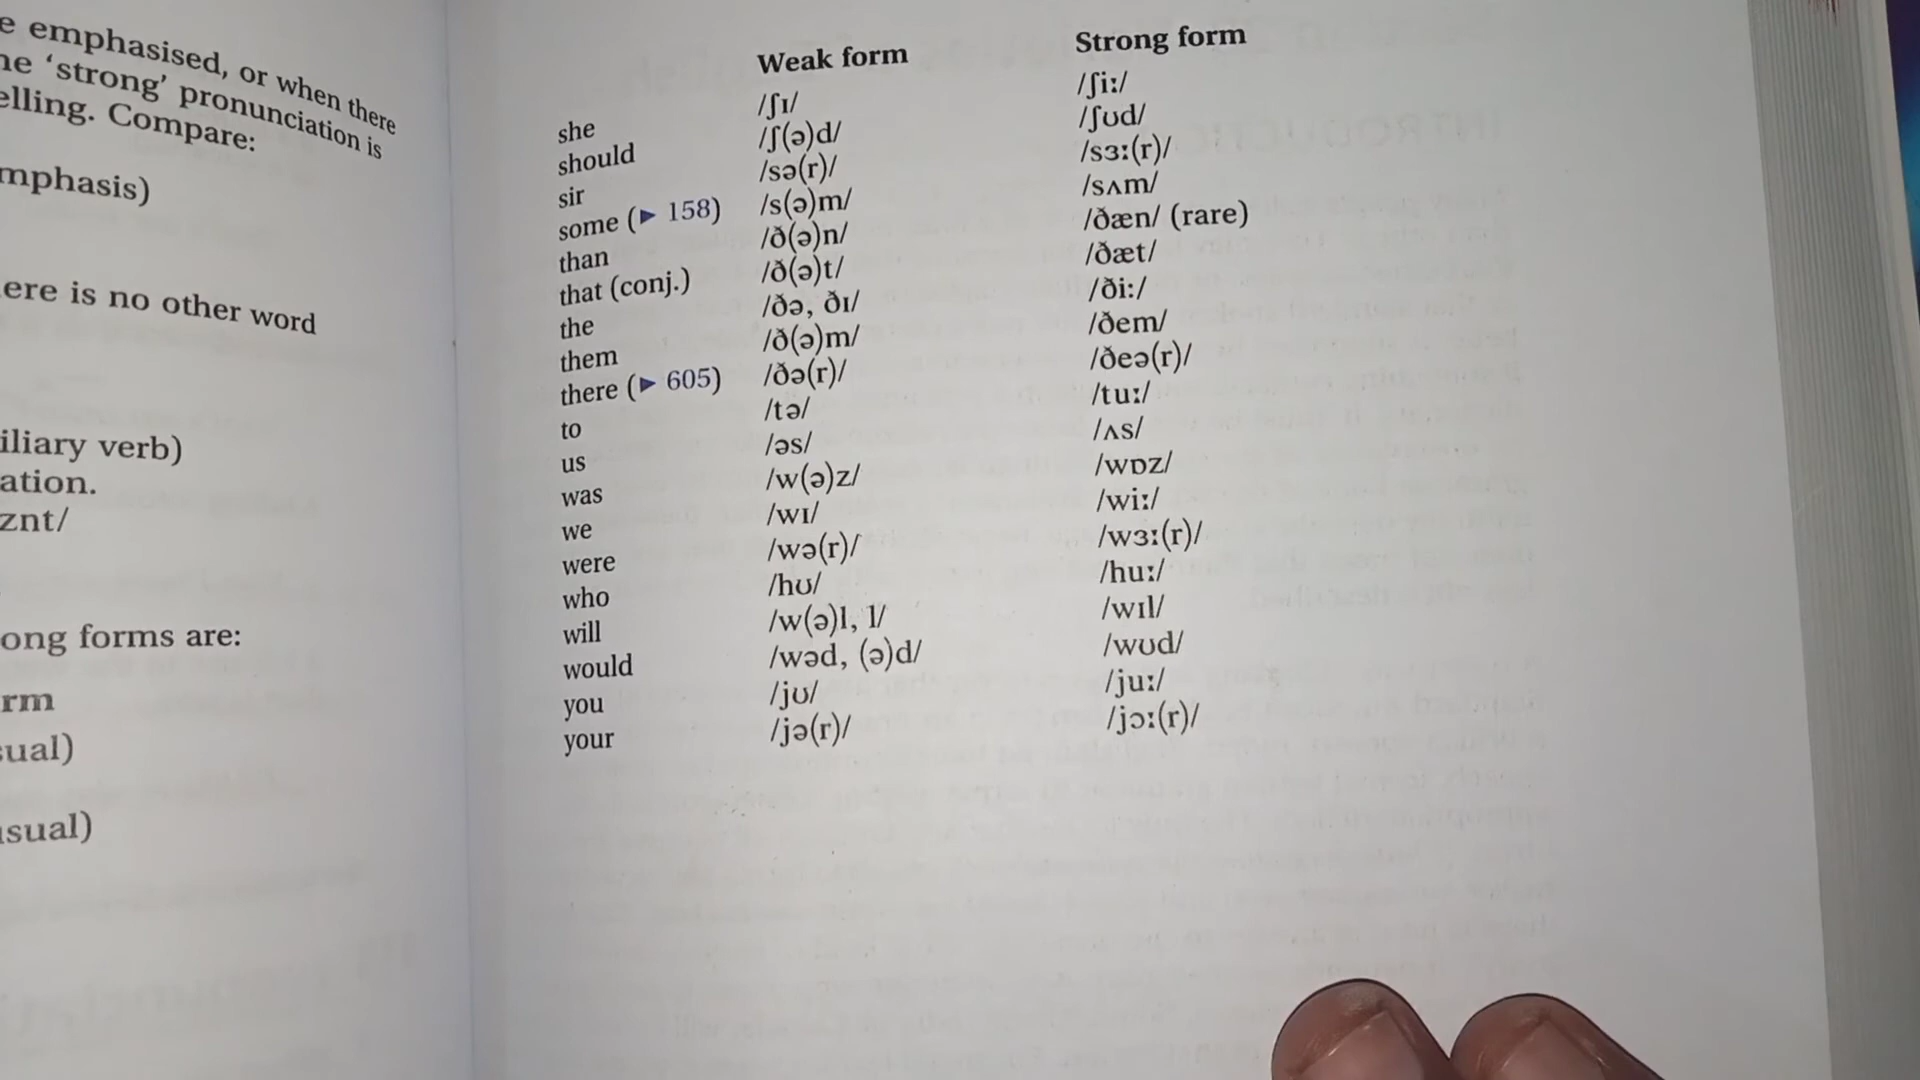 e emphasised, or when there
ne ‘strong’ pronunciation is
elling. Compare:
mphasis)
ere is no other word
iliary verb)
ation.
znt/
ong forms are:
rm
sual)
usual)
Weak form Strong form
she /ʃɪ/ /ʃiː/
should /ʃ(ə)d/ /ʃʊd/
sir /sə(r)/ /sɜː(r)/
some (▶ 158) /s(ə)m/ /sʌm/
than /ð(ə)n/ /ðæn/ (rare)
that (conj.) /ð(ə)t/ /ðæt/
the /ðə, ðɪ/ /ðiː/
them /ð(ə)m/ /ðem/
there (▶ 605) /ðə(r)/ /ðeə(r)/
to /tə/ /tuː/
us /əs/ /ʌs/
was /w(ə)z/ /wɒz/
we /wɪ/ /wiː/
were /wə(r)/ /wɜː(r)/
who /hʊ/ /huː/
will /w(ə)l, l/ /wɪl/
would /wəd, (ə)d/ /wʊd/
you /jʊ/ /juː/
your /jə(r)/ /jɔː(r)/